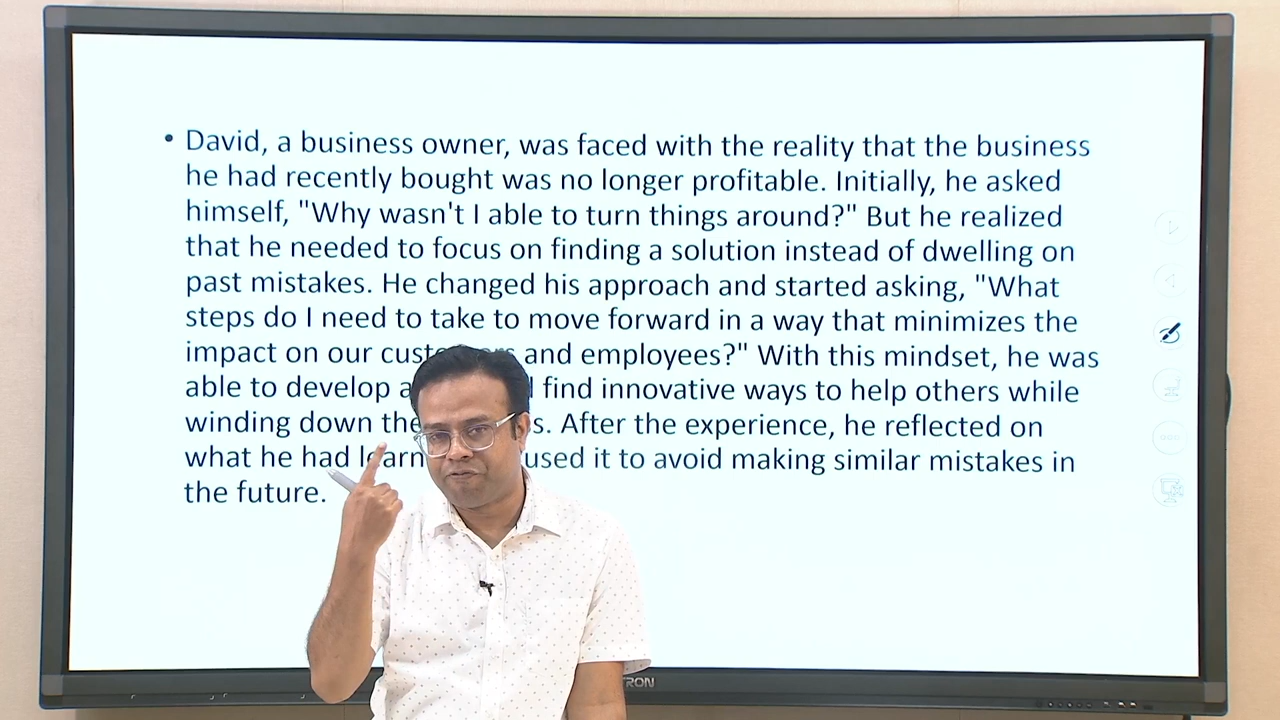 • David, a business owner, was faced with the reality that the business
he had recently bought was no longer profitable. Initially, he asked
himself, "Why wasn't I able to turn things around?" But he realized
that he needed to focus on finding a solution instead of dwelling on
past mistakes. He changed his approach and started asking, "What
steps do I need to take to move forward in a way that minimizes the
impact on our customers and employees?" With this mindset, he was
able to develop a find innovative ways to help others while
winding down the After the experience, he reflected on
what he had used it to avoid making similar mistakes in
the future.